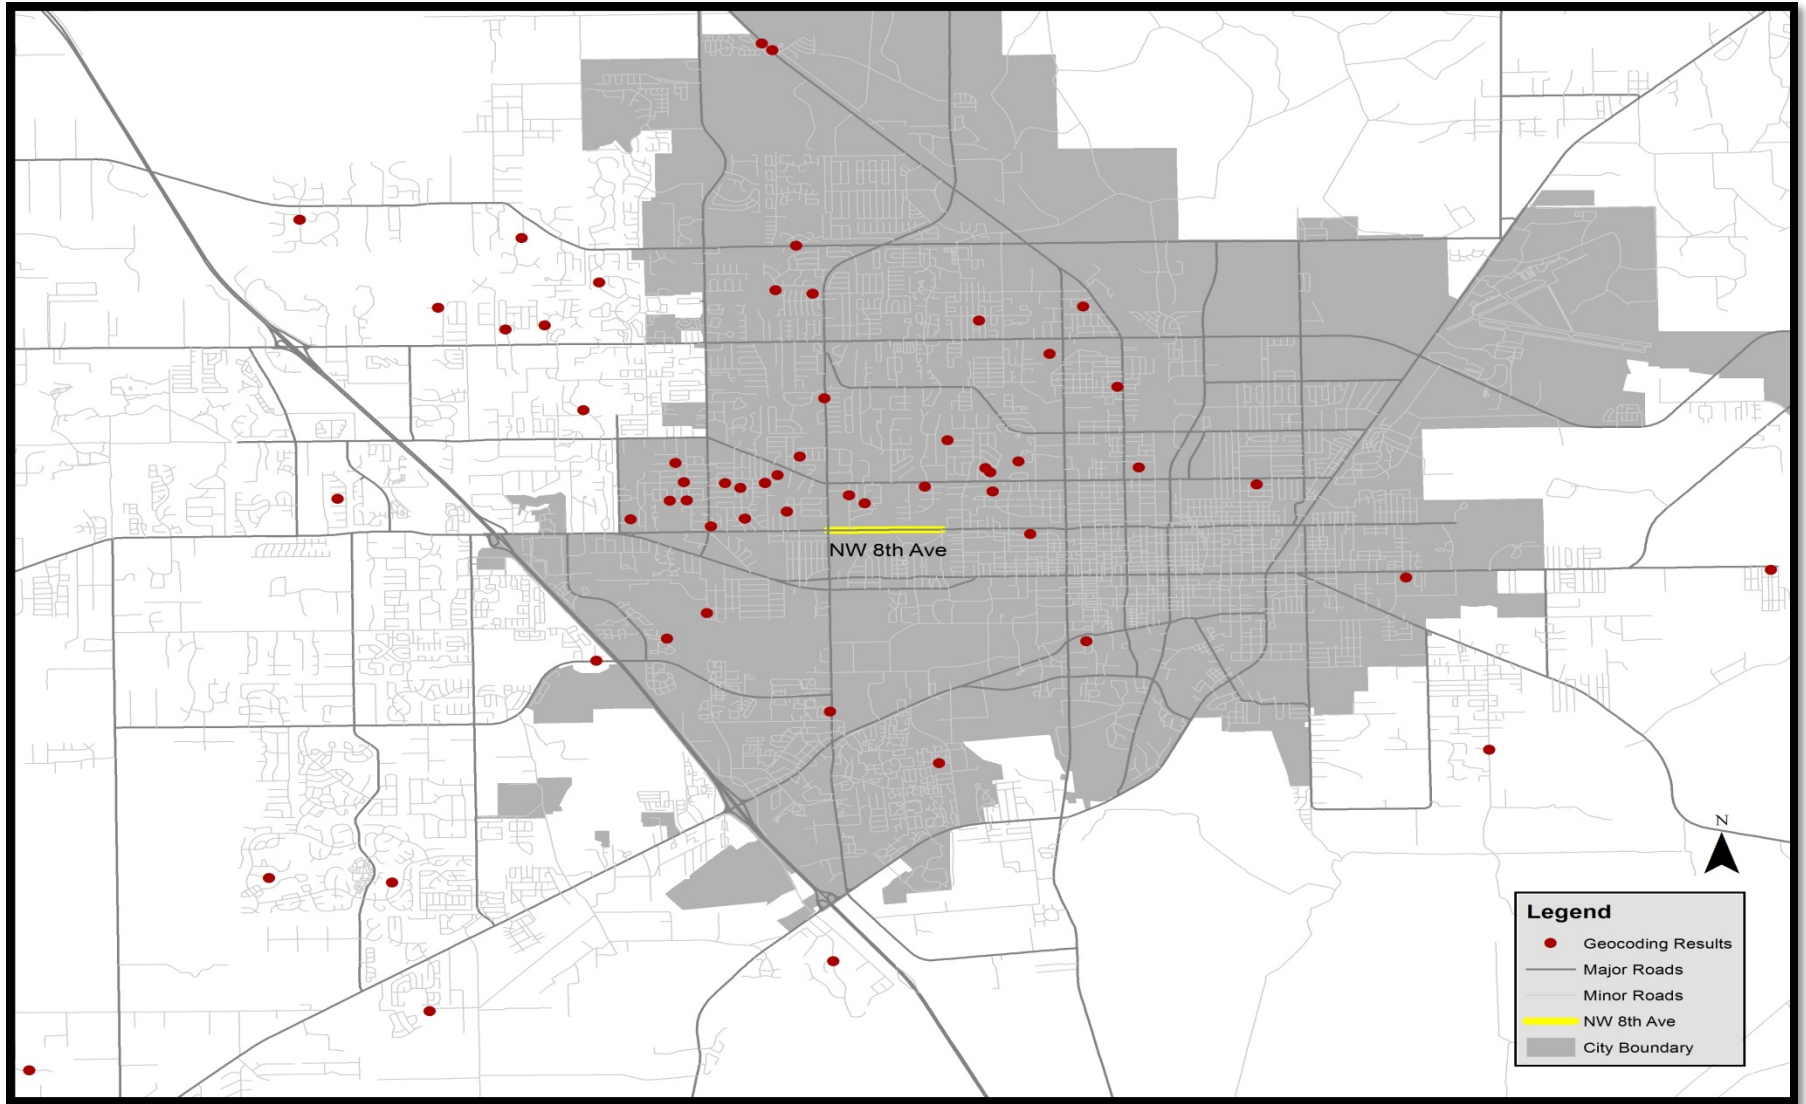 NW 8th Ave
N
Legend
Geocoding Results
Major Roads
Minor Roads
NW 8th Ave
City Boundary